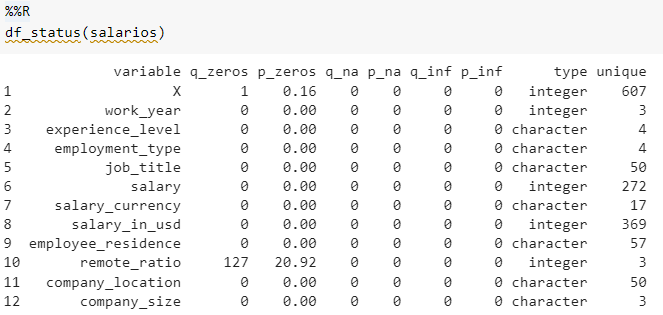 %%R
df_status(salarios)
variable q_zeros p_zeros q_na p_na q_inf p_inf type unique
1 X 1 0.16 0 0 0 0 integer 607
2 work_year 0 0.00 0 0 0 0 integer 3
3 experience_level 0 0.00 0 0 0 0 character 4
4 employment_type 0 0.00 0 0 0 0 character 4
5 job_title 0 0.00 0 0 0 0 character 50
6 salary 0 0.00 0 0 0 0 integer 272
7 salary_currency 0 0.00 0 0 0 0 character 17
8 salary_in_usd 0 0.00 0 0 0 0 integer 369
9 employee_residence 0 0.00 0 0 0 0 character 57
10 remote_ratio 127 20.92 0 0 0 0 integer 3
11 company_location 0 0.00 0 0 0 0 character 50
12 company_size 0 0.00 0 0 0 0 character 3